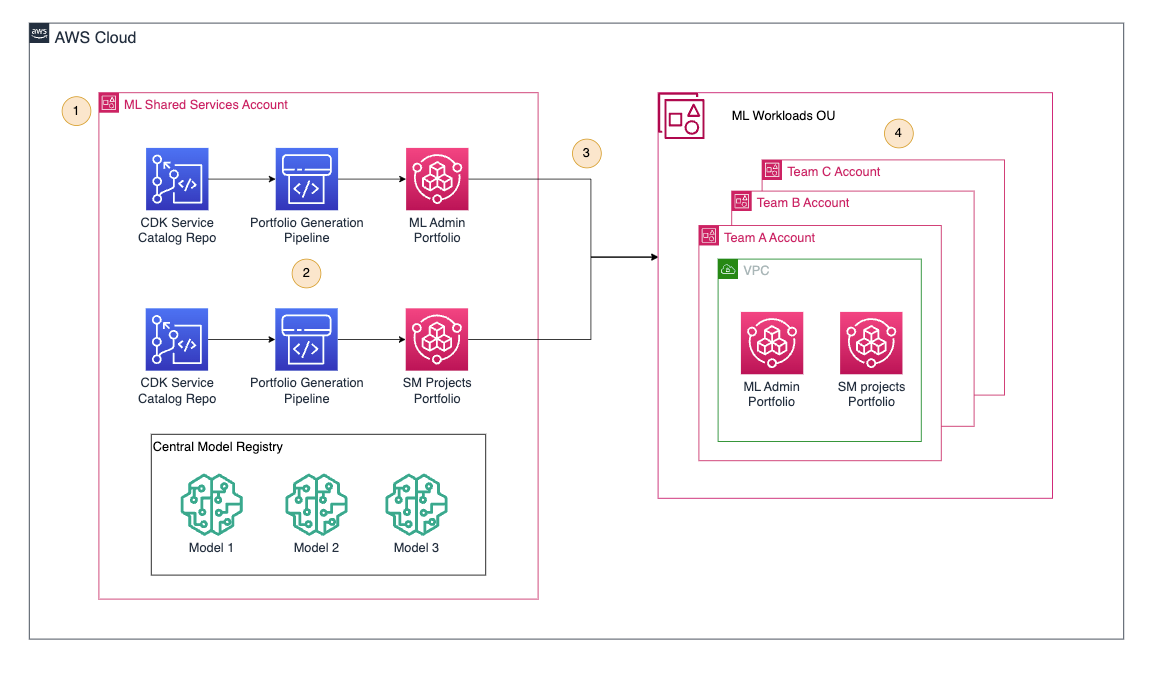 aws
AWS Cloud
1
ML Shared Services Account
CDK Service
Catalog Repo
Portfolio Generation
Pipeline
ML Admin
Portfolio
2
CDK Service
Catalog Repo
Portfolio Generation
Pipeline
SM Projects
Portfolio
Central Model Registry
Model 1
Model 2
Model 3
3
ML Workloads OU
4
Team C Account
Team B Account
Team A Account
VPC
ML Admin
Portfolio
SM projects
Portfolio